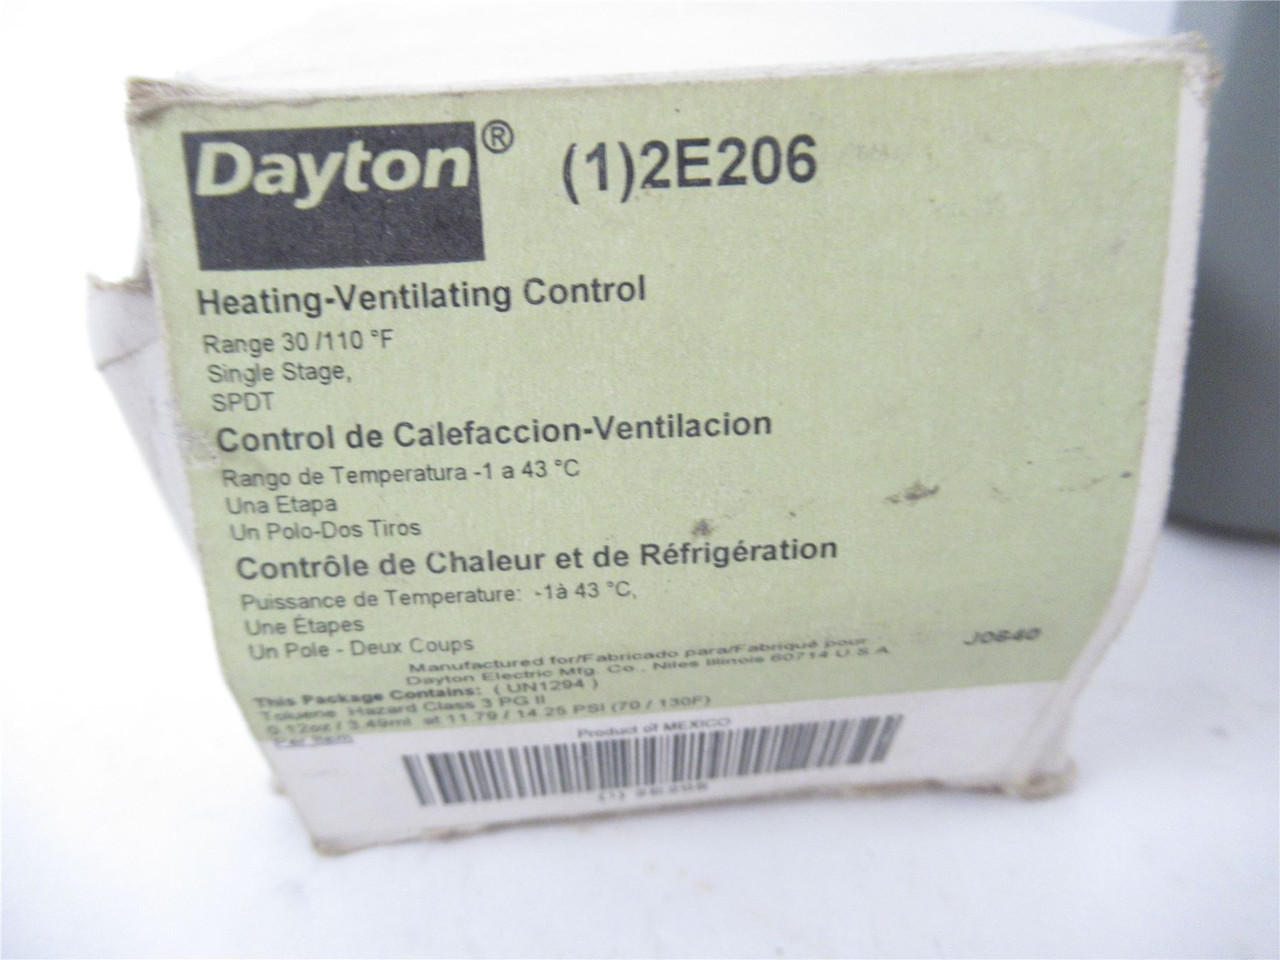 Dayton® (1)2E206
Heating-Ventilating Control
Range 30 /110 °F
Single Stage,
SPDT
Control de Calefaccion-Ventilacion
Rango de Temperatura -1 a 43 °C
Una Etapa
Un Polo-Dos Tiros
Contrôle de Chaleur et de Réfrigération
Puissance de Temperature: -1à 43 °C,
Une Étapes
Un Pole - Deux Coups
Manufactured for/Fabricado para/Fabriqué pour
Dayton Electric Mfg. Co., Niles Illinois 60714 U.S.A.
J0640
This Package Contains: ( UN1294 )
Toluene, Hazard Class 3 PG II
0.12oz / 3.49ml at 11.79 / 14.25 PSI (70 / 130F)
Per Item
Product of MEXICO
(1) 2E206